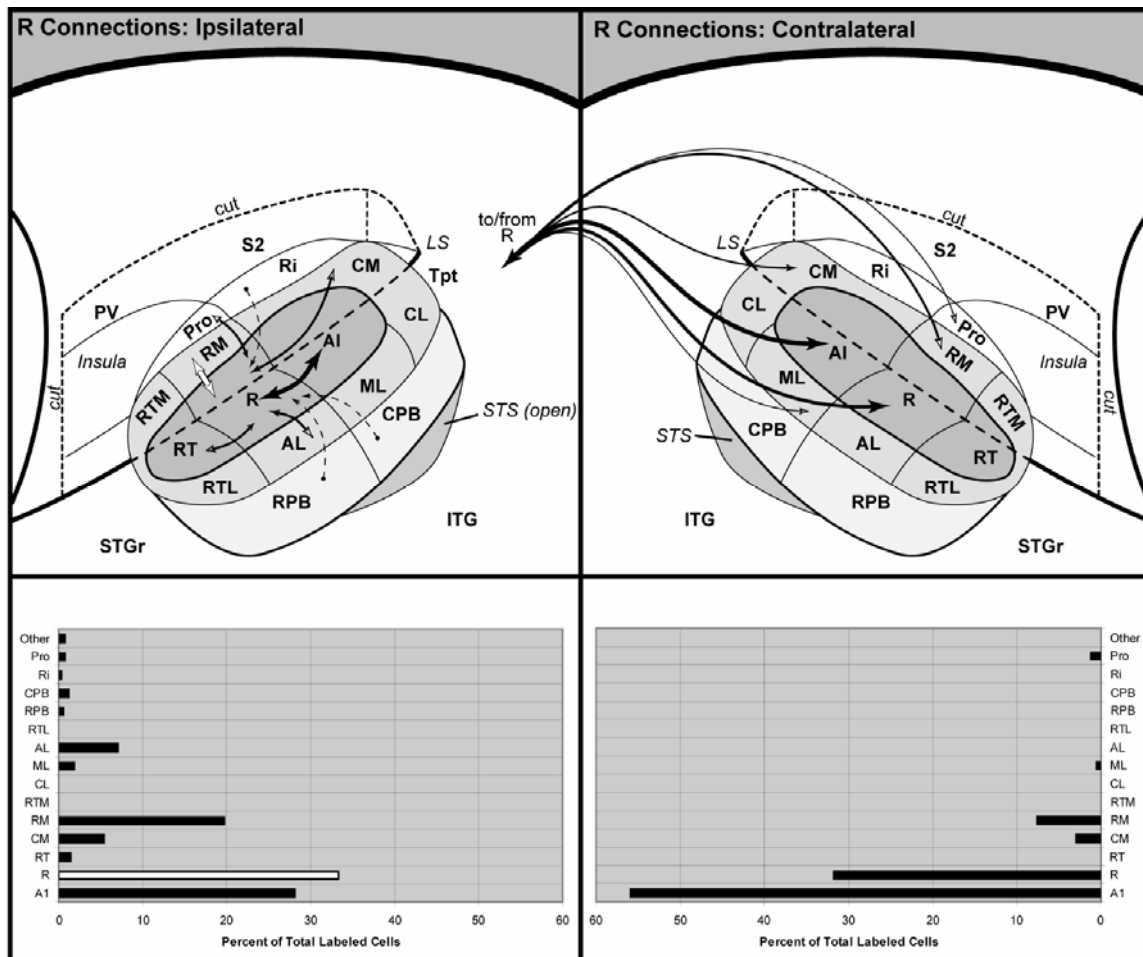 R Connections: Ipsilateral
cut
S2
LS
Ri
CM
Tpt
PV
Pro
CL
Insula
RM
AI
cut
RTM
ML
R
CPB
STS (open)
RT
AL
RTL
RPB
ITG
STGr
R Connections: Contralateral
to/from
R
cut
LS
S2
CM
Ri
CL
PV
Pro
Insula
AI
RM
ML
cut
R
RTM
CPB
STS
AL
RT
RTL
RPB
ITG
STGr
Other
Pro
Ri
CPB
RPB
RTL
AL
ML
CL
RTM
RM
CM
RT
R
A1
0 10 20 30 40 50 60
Percent of Total Labeled Cells
Other
Pro
Ri
CPB
RPB
RTL
AL
ML
CL
RTM
RM
CM
RT
R
A1
60 50 40 30 20 10 0
Percent of Total Labeled Cells